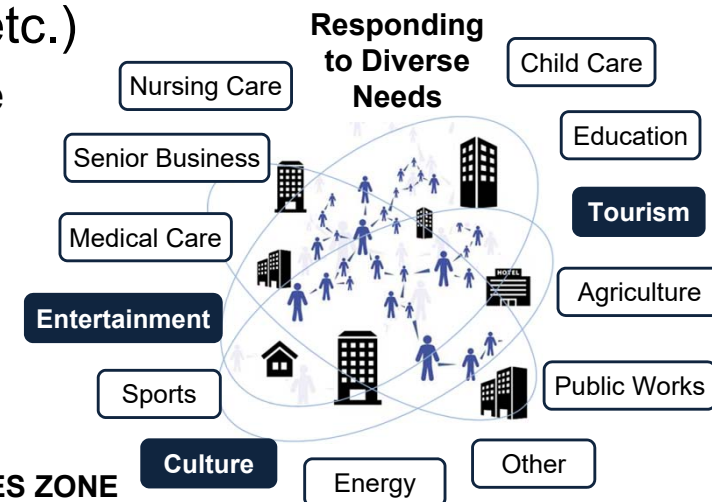 etc.)
Responding
to Diverse
Needs
Child Care
Nursing Care
e
Education
Senior Business
Tourism
Medical Care
HOTEL
Agriculture
Entertainment
Public Works
Sports
Culture
Other
Energy
ES ZONE